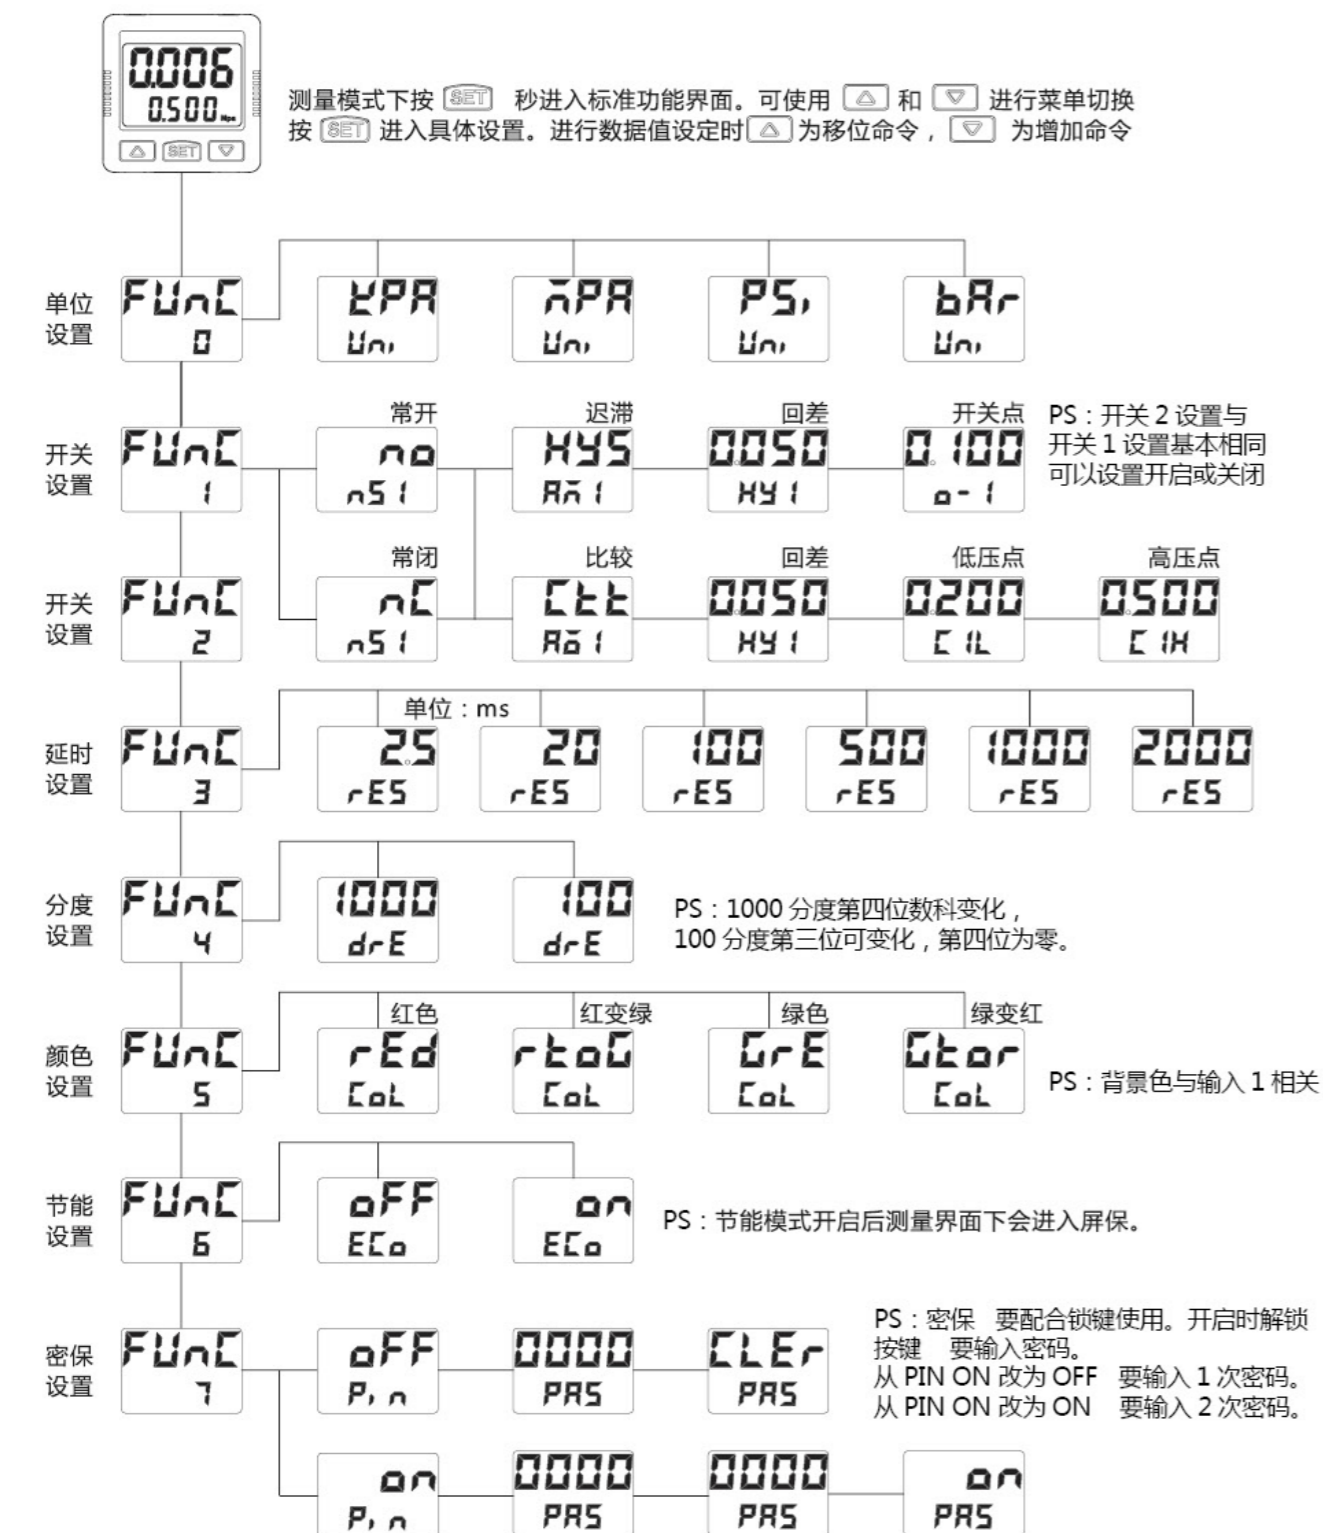 0.006
0.500 Mpa
SET
测量模式下按 SET 秒进入标准功能界面。可使用 和 进行菜单切换
按 SET 进入具体设置。进行数据值设定时 为移位命令， 为增加命令
单位
设置
FUnC
0
KPA
Uni
MPA
Uni
PSi
Uni
bAr
Uni
常开
迟滞
回差
开关点
PS：开关2设置与
开关1设置基本相同
可以设置开启或关闭
开关
设置
FUnC
1
no
nS1
HYS
Am1
0.050
HY1
0.100
o-1
常闭
比较
回差
低压点
高压点
开关
设置
FUnC
2
nC
nS1
Ctt
Ao1
0.050
HY1
0.200
C1L
0.500
C1H
单位：ms
延时
设置
FUnC
3
2.5
rES
20
rES
100
rES
500
rES
1000
rES
2000
rES
分度
设置
FUnC
4
1000
drE
100
drE
PS：1000 分度第四位数科变化，
100 分度第三位可变化，第四位为零。
红色
红变绿
绿色
绿变红
颜色
设置
FUnC
5
rEd
CoL
rtoG
CoL
GrE
CoL
Gtor
CoL
PS：背景色与输入1相关
节能
设置
FUnC
6
oFF
ECo
on
ECo
PS：节能模式开启后测量界面下会进入屏保。
密保
设置
FUnC
7
oFF
Pin
0000
PAS
CLEr
PAS
PS：密保 要配合锁键使用。开启时解锁
按键 要输入密码。
从 PIN ON 改为 OFF 要输入 1 次密码。
从 PIN ON 改为 ON 要输入 2 次密码。
on
Pin
0000
PAS
0000
PAS
on
PAS